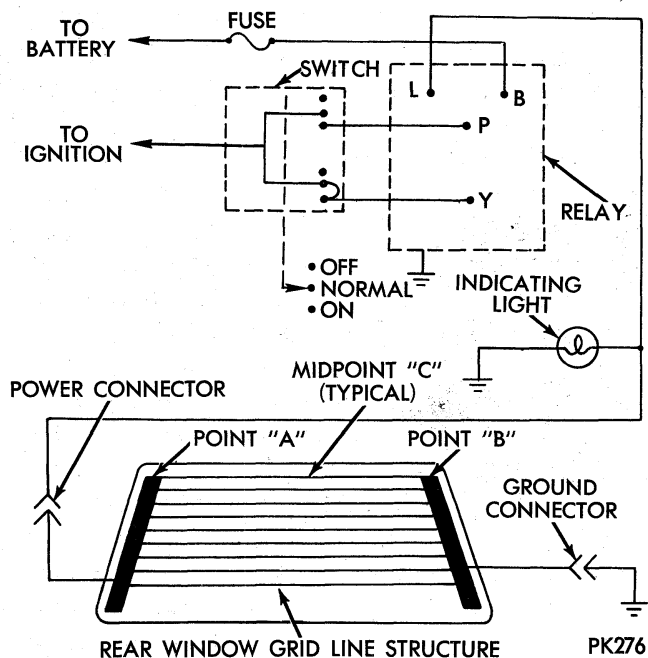 FUSE
TO
BATTERY
SWITCH
L
B
P
TO
IGNITION
Y
RELAY
• OFF
• NORMAL
• ON
INDICATING
LIGHT
MIDPOINT "C"
(TYPICAL)
POWER CONNECTOR
POINT "A"
POINT "B"
GROUND
CONNECTOR
REAR WINDOW GRID LINE STRUCTURE
PK276